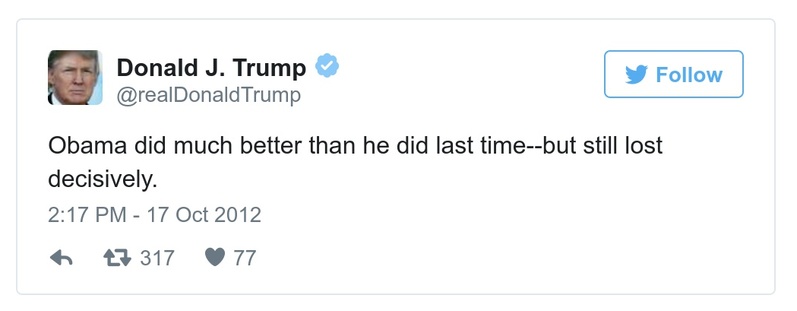 Donald J. Trump
@realDonaldTrump
Follow
Obama did much better than he did last time--but still lost
decisively.
2:17 PM - 17 Oct 2012
317 77